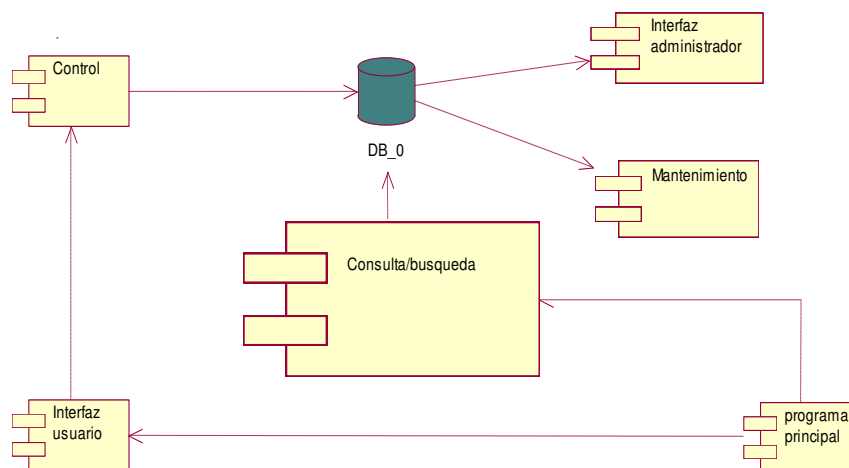 Interfaz
administrador
Control
DB_0
Mantenimiento
Consulta/busqueda
Interfaz
usuario
programa
principal